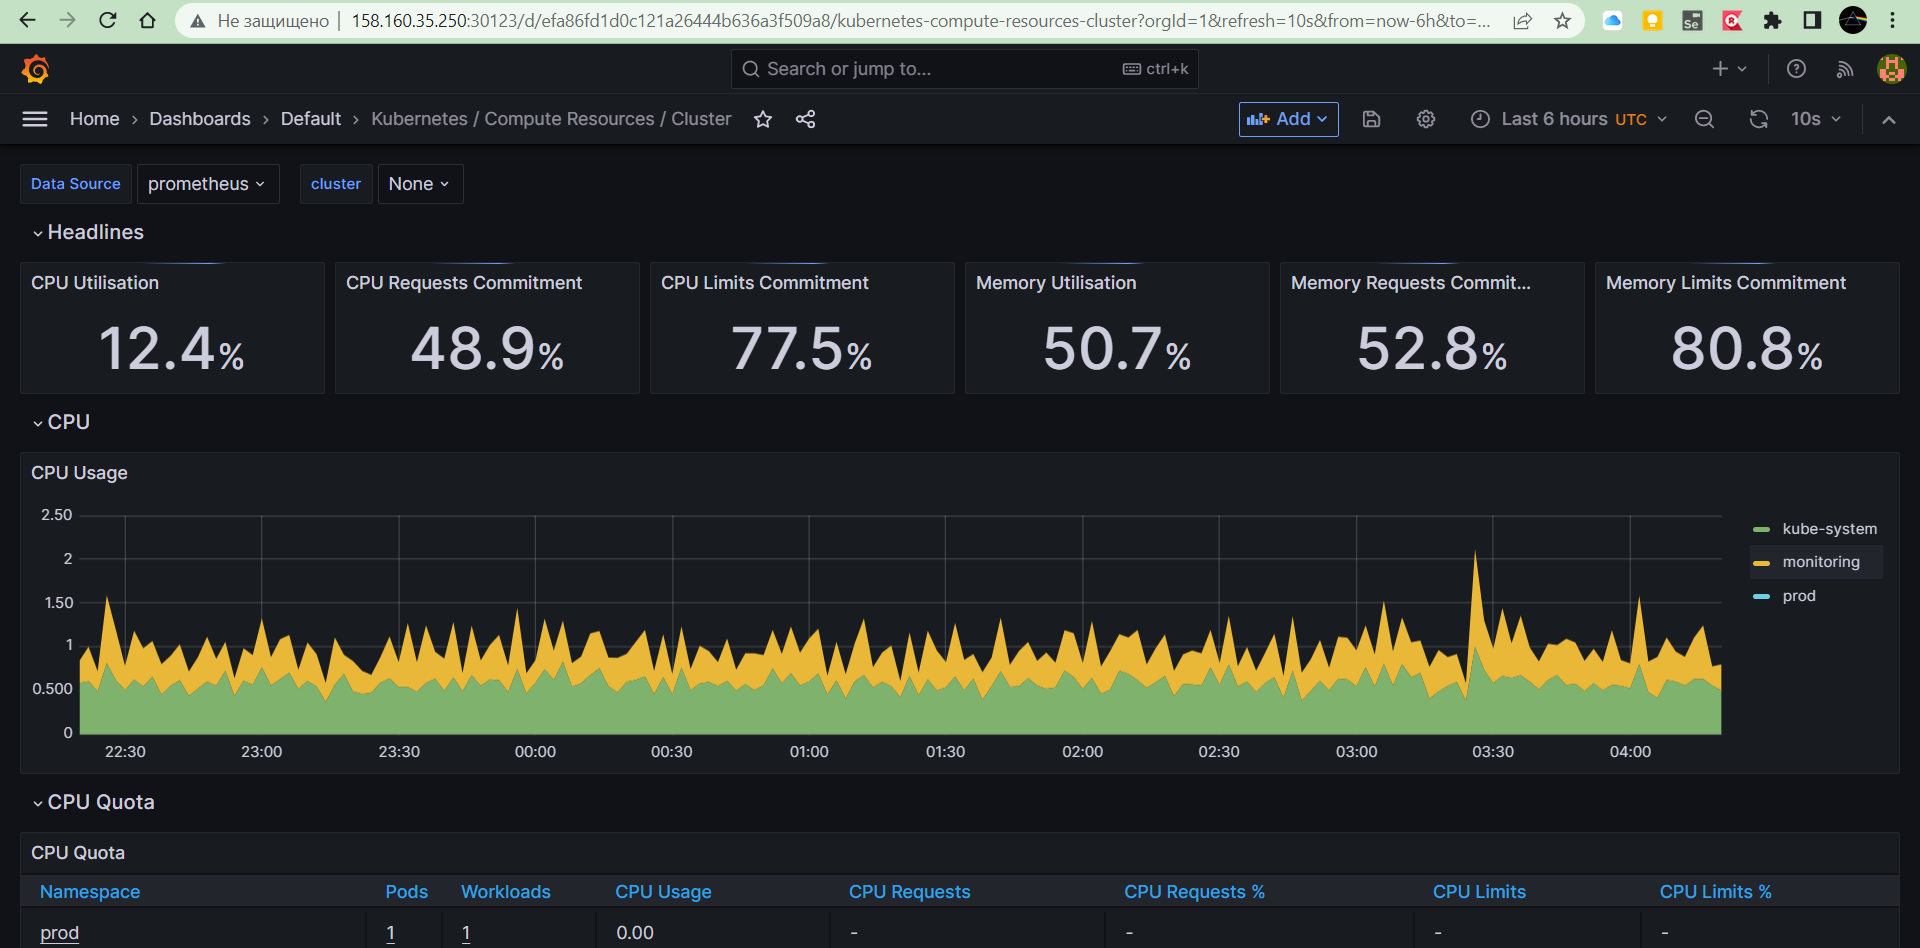 Не защищено | 158.160.35.250:30123/d/efa86fd1d0c121a26444b636a3f509a8/kubernetes-compute-resources-cluster?orgId=1&refresh=10s&from=now-6h&to=...
Search or jump to... ctrl+k
Home › Dashboards › Default › Kubernetes / Compute Resources / Cluster Add Last 6 hours UTC 10s
Data Source prometheus cluster None
Headlines
CPU Utilisation CPU Requests Commitment CPU Limits Commitment Memory Utilisation Memory Requests Commit... Memory Limits Commitment
12.4% 48.9% 77.5% 50.7% 52.8% 80.8%
CPU
CPU Usage
2.50
2
1.50
1
0.500
0
22:30 23:00 23:30 00:00 00:30 01:00 01:30 02:00 02:30 03:00 03:30 04:00
kube-system
monitoring
prod
CPU Quota
CPU Quota
Namespace Pods Workloads CPU Usage CPU Requests CPU Requests % CPU Limits CPU Limits %
prod 1 1 0.00 - - - -